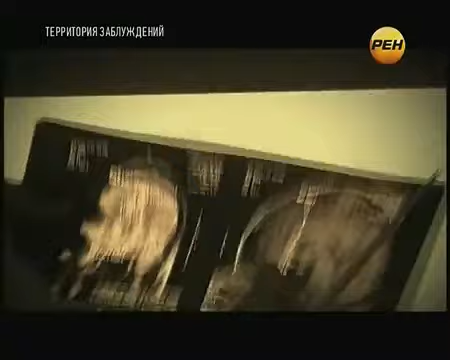 ТЕРРИТОРИЯ ЗАБЛУЖДЕНИЙ
РЕН